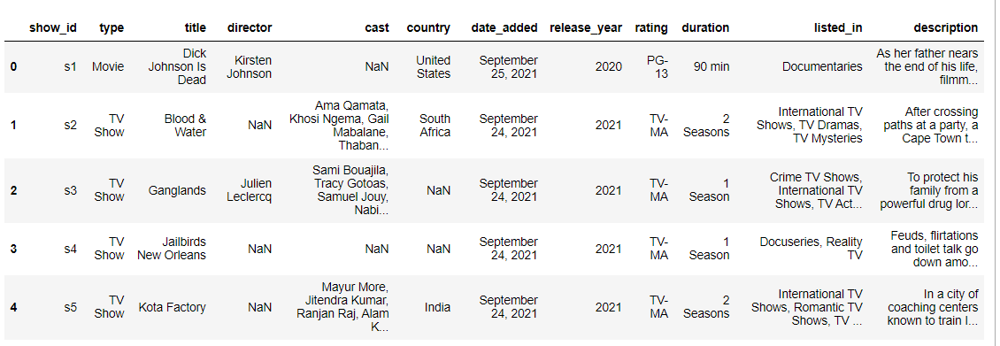 show_id type title director cast country date_added release_year rating duration listed_in description
0 s1 Movie Dick Johnson Is Dead Kirsten Johnson NaN United States September 25, 2021 2020 PG-13 90 min Documentaries As her father nears the end of his life, filmm...
1 s2 TV Show Blood & Water NaN Ama Qamata, Khosi Ngema, Gail Mabalane, Thaban... South Africa September 24, 2021 2021 TV-MA 2 Seasons International TV Shows, TV Dramas, TV Mysteries After crossing paths at a party, a Cape Town t...
2 s3 TV Show Ganglands Julien Leclercq Sami Bouajila, Tracy Gotoas, Samuel Jouy, Nabi... NaN September 24, 2021 2021 TV-MA 1 Season Crime TV Shows, International TV Shows, TV Act... To protect his family from a powerful drug lor...
3 s4 TV Show Jailbirds New Orleans NaN NaN NaN September 24, 2021 2021 TV-MA 1 Season Docuseries, Reality TV Feuds, flirtations and toilet talk go down amo...
4 s5 TV Show Kota Factory NaN Mayur More, Jitendra Kumar, Ranjan Raj, Alam K... India September 24, 2021 2021 TV-MA 2 Seasons International TV Shows, Romantic TV Shows, TV ... In a city of coaching centers known to train I...